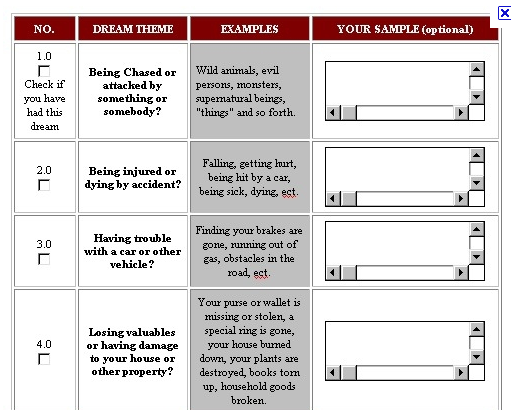 NO. DREAM THEME EXAMPLES YOUR SAMPLE (optional)
1.0
Check if
you have
had this
dream
Being Chased or
attacked by
something or
somebody?
Wild animals, evil
persons, monsters,
supernatural beings,
"things" and so forth.
2.0
Being injured or
dying by accident?
Falling, getting hurt,
being hit by a car,
being sick, dying, ect.
3.0
Having trouble
with a car or other
vehicle?
Finding your brakes are
gone, running out of
gas, obstacles in the
road, ect.
4.0
Losing valuables
or having damage
to your house or
other property?
Your purse or wallet is
missing or stolen, a
special ring is gone,
your house burned
down, your plants are
destroyed, books torn
up, household goods
broken.